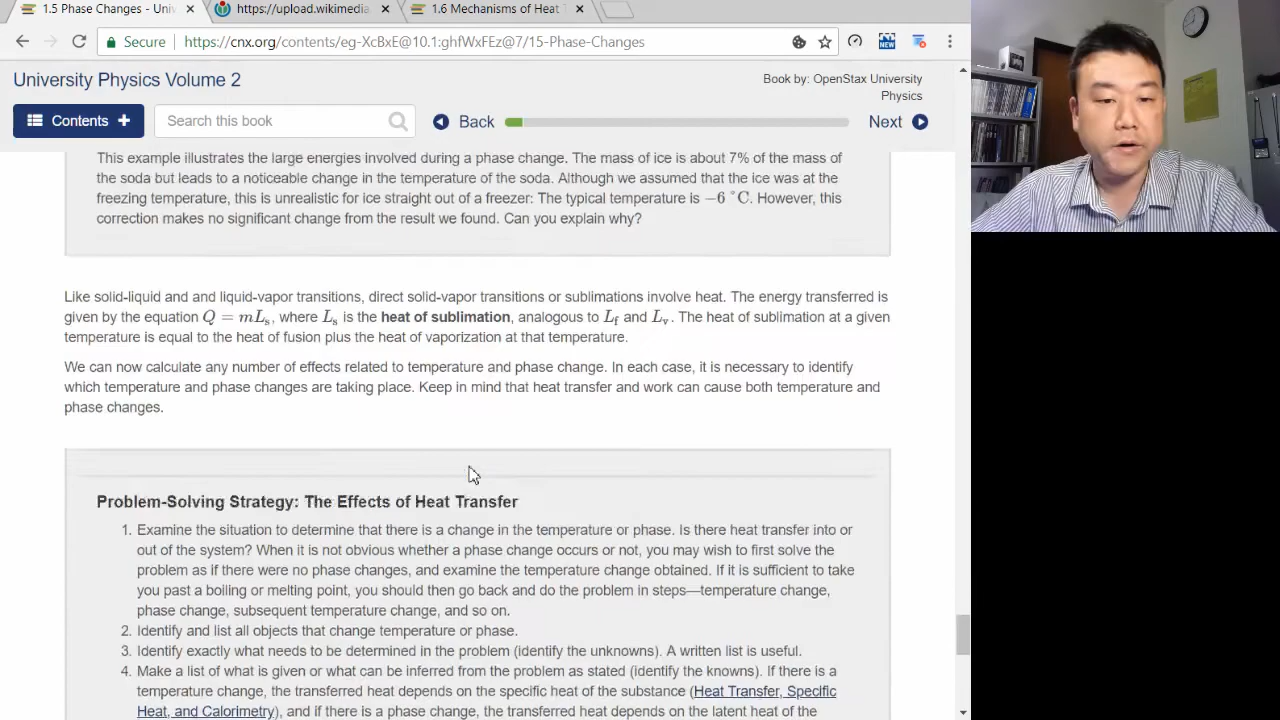 1.5 Phase Changes - Univ
https://upload.wikimedia
1.6 Mechanisms of Heat T
Secure https://cnx.org/contents/eg-XcBxE@10.1:ghfWxFEz@7/15-Phase-Changes
NEW
University Physics Volume 2
Book by: OpenStax University
Physics
Contents +
Search this book
Back
Next
This example illustrates the large energies involved during a phase change. The mass of ice is about 7% of the mass of
the soda but leads to a noticeable change in the temperature of the soda. Although we assumed that the ice was at the
freezing temperature, this is unrealistic for ice straight out of a freezer: The typical temperature is −6 °C. However, this
correction makes no significant change from the result we found. Can you explain why?
Like solid-liquid and and liquid-vapor transitions, direct solid-vapor transitions or sublimations involve heat. The energy transferred is
given by the equation Q = mLs, where Ls is the heat of sublimation, analogous to Lf and Lv. The heat of sublimation at a given
temperature is equal to the heat of fusion plus the heat of vaporization at that temperature.
We can now calculate any number of effects related to temperature and phase change. In each case, it is necessary to identify
which temperature and phase changes are taking place. Keep in mind that heat transfer and work can cause both temperature and
phase changes.
Problem-Solving Strategy: The Effects of Heat Transfer
1. Examine the situation to determine that there is a change in the temperature or phase. Is there heat transfer into or
out of the system? When it is not obvious whether a phase change occurs or not, you may wish to first solve the
problem as if there were no phase changes, and examine the temperature change obtained. If it is sufficient to take
you past a boiling or melting point, you should then go back and do the problem in steps—temperature change,
phase change, subsequent temperature change, and so on.
2. Identify and list all objects that change temperature or phase.
3. Identify exactly what needs to be determined in the problem (identify the unknowns). A written list is useful.
4. Make a list of what is given or what can be inferred from the problem as stated (identify the knowns). If there is a
temperature change, the transferred heat depends on the specific heat of the substance (Heat Transfer, Specific
Heat, and Calorimetry), and if there is a phase change, the transferred heat depends on the latent heat of the